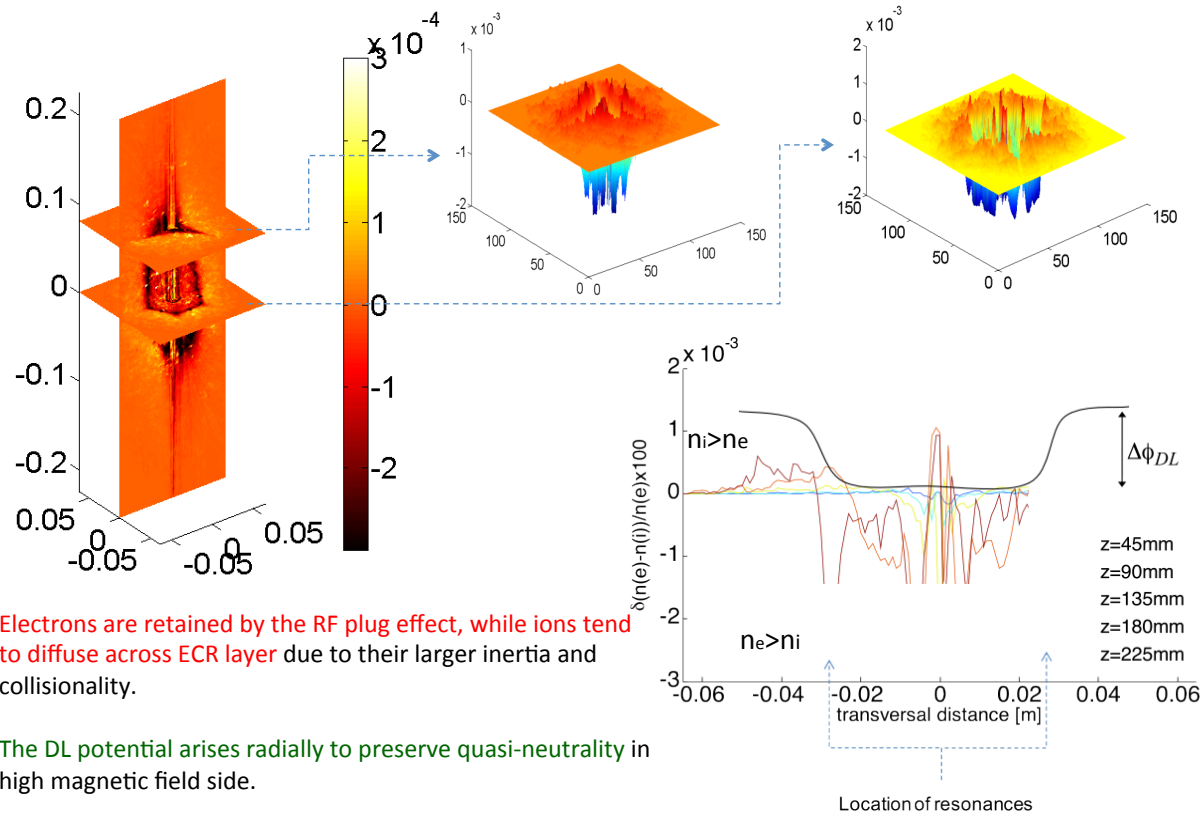 x 10⁻⁴
3
2
1
0
-1
-2
0.2
0.1
0
-0.1
-0.2
0.05
0
-0.05
-0.05
0
0.05
x 10⁻³
1
0
-1
-2
150
100
50
0
0
50
100
150
x 10⁻³
2
1
0
-1
-2
150
100
50
0
0
50
100
150
x 10⁻³
2
1
0
-1
-2
-3
δ(n(e)-n(i))/n(e)x100
ni>ne
ne>ni
ΔϕDL
z=45mm
z=90mm
z=135mm
z=180mm
z=225mm
-0.06 -0.04 -0.02 0 0.02 0.04 0.06
transversal distance [m]
Location of resonances
Electrons are retained by the RF plug effect, while ions tend
to diffuse across ECR layer due to their larger inertia and
collisionality.
The DL potential arises radially to preserve quasi-neutrality in
high magnetic field side.